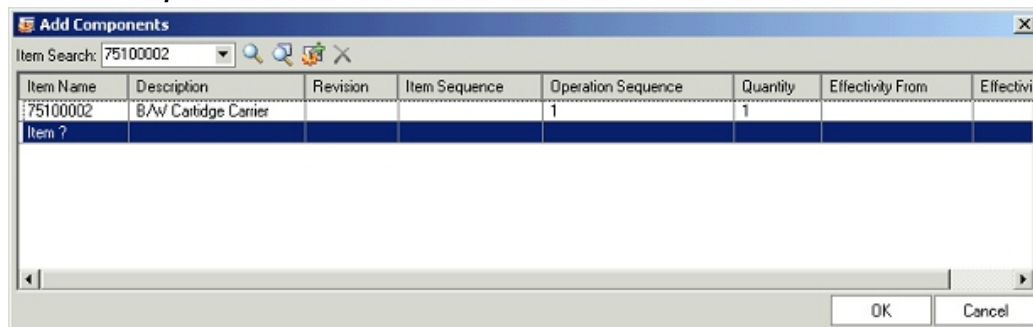 Add Components
Item Search: 75100002
Item Name Description Revision Item Sequence Operation Sequence Quantity Effectivity From Effectivi
75100002 B/W Cartidge Carrier 1 1
Item ?
OK Cancel